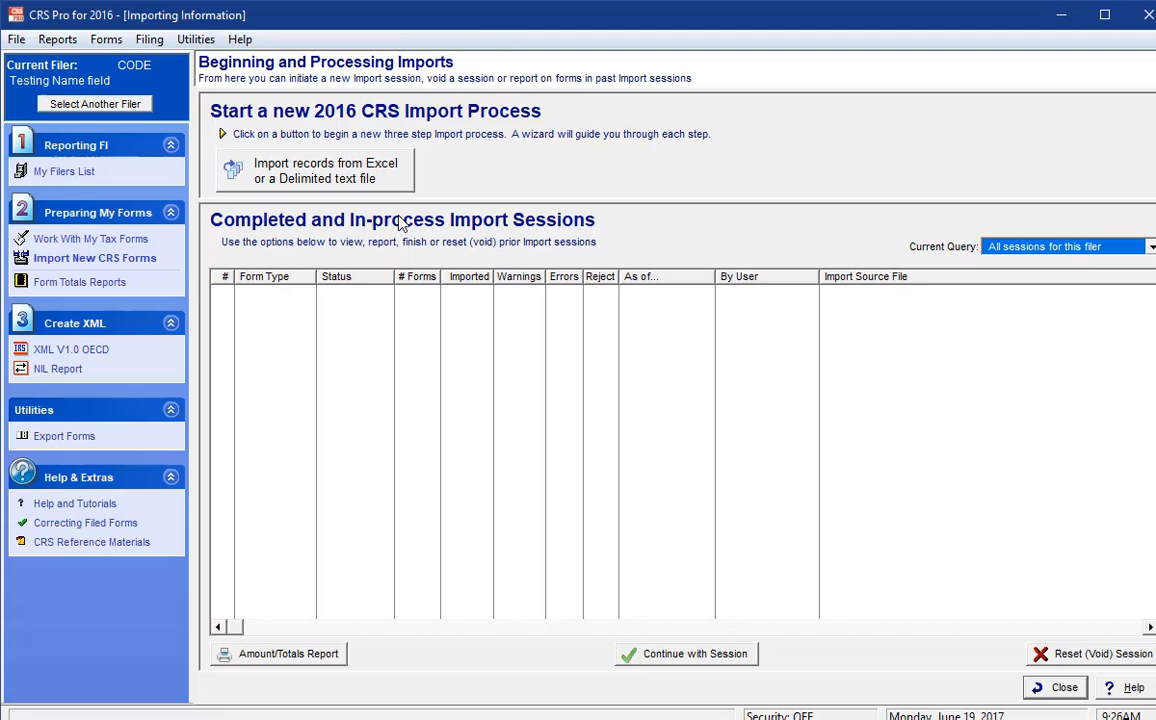 CRS Pro for 2016 - [Importing Information]
File Reports Forms Filing Utilities Help
Current Filer: CODE
Testing Name field
Select Another Filer
1 Reporting FI
My Filers List
2 Preparing My Forms
Work With My Tax Forms
Import New CRS Forms
Form Totals Reports
3 Create XML
IRS XML V1.0 OECD
NIL Report
Utilities
Export Forms
? Help & Extras
? Help and Tutorials
Correcting Filed Forms
CRS Reference Materials
Beginning and Processing Imports
From here you can initiate a new Import session, void a session or report on forms in past Import sessions
Start a new 2016 CRS Import Process
Click on a button to begin a new three step Import process. A wizard will guide you through each step.
Import records from Excel
or a Delimited text file
Completed and In-process Import Sessions
Use the options below to view, report, finish or reset (void) prior Import sessions
Current Query: All sessions for this filer
# Form Type Status # Forms Imported Warnings Errors Reject As of... By User Import Source File
Amount/Totals Report Continue with Session Reset (Void) Session
Close ? Help
Security: OFF Monday, June 19, 2017 9:26AM